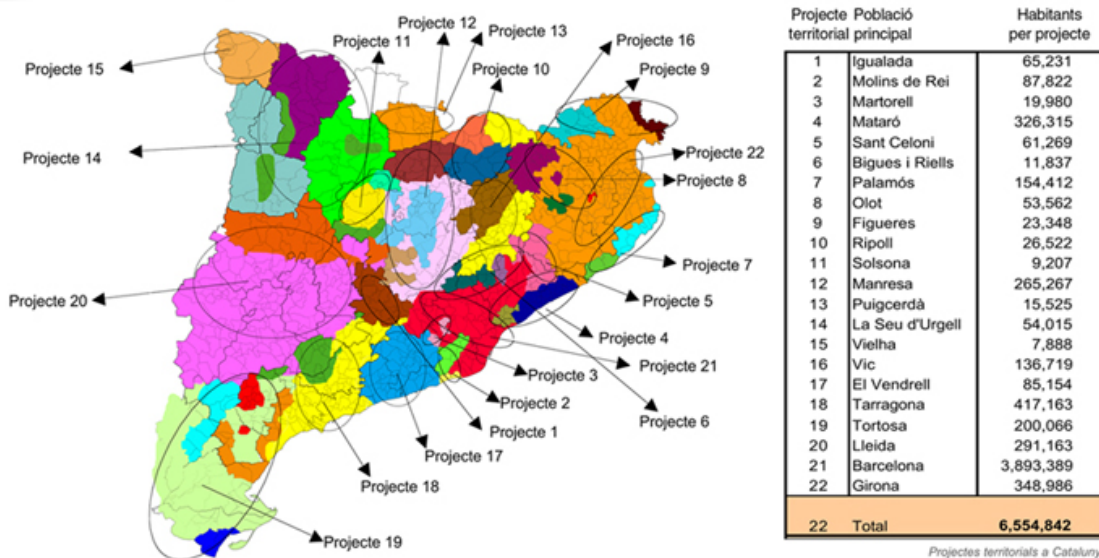 Projecte 12
Projecte 11
Projecte 13
Projecte 16
Projecte 10
Projecte 9
Projecte 15
Projecte 14
Projecte 22
Projecte 8
Projecte 7
Projecte 20
Projecte 5
Projecte 4
Projecte 21
Projecte 3
Projecte 2
Projecte 6
Projecte 1
Projecte 17
Projecte 18
Projecte 19
Projecte Població Habitants
territorial principal per projecte
1 Igualada 65,231
2 Molins de Rei 87,822
3 Martorell 19,980
4 Mataró 326,315
5 Sant Celoni 61,269
6 Bigues i Riells 11,837
7 Palamós 154,412
8 Olot 53,562
9 Figueres 23,348
10 Ripoll 26,522
11 Solsona 9,207
12 Manresa 265,267
13 Puigcerdà 15,525
14 La Seu d'Urgell 54,015
15 Vielha 7,888
16 Vic 136,719
17 El Vendrell 85,154
18 Tarragona 417,163
19 Tortosa 200,066
20 Lleida 291,163
21 Barcelona 3,893,389
22 Girona 348,986
22 Total 6,554,842
Projectes territorials a Cataluny